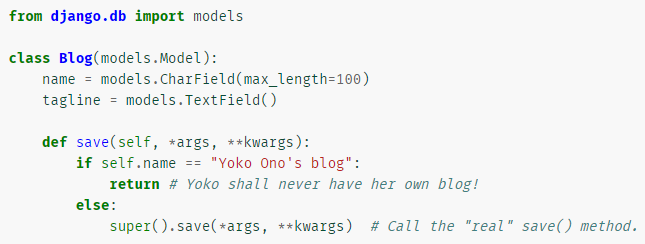 from django.db import models
class Blog(models.Model):
    name = models.CharField(max_length=100)
    tagline = models.TextField()
    def save(self, *args, **kwargs):
        if self.name == "Yoko Ono's blog":
            return # Yoko shall never have her own blog!
        else:
            super().save(*args, **kwargs)  # Call the "real" save() method.